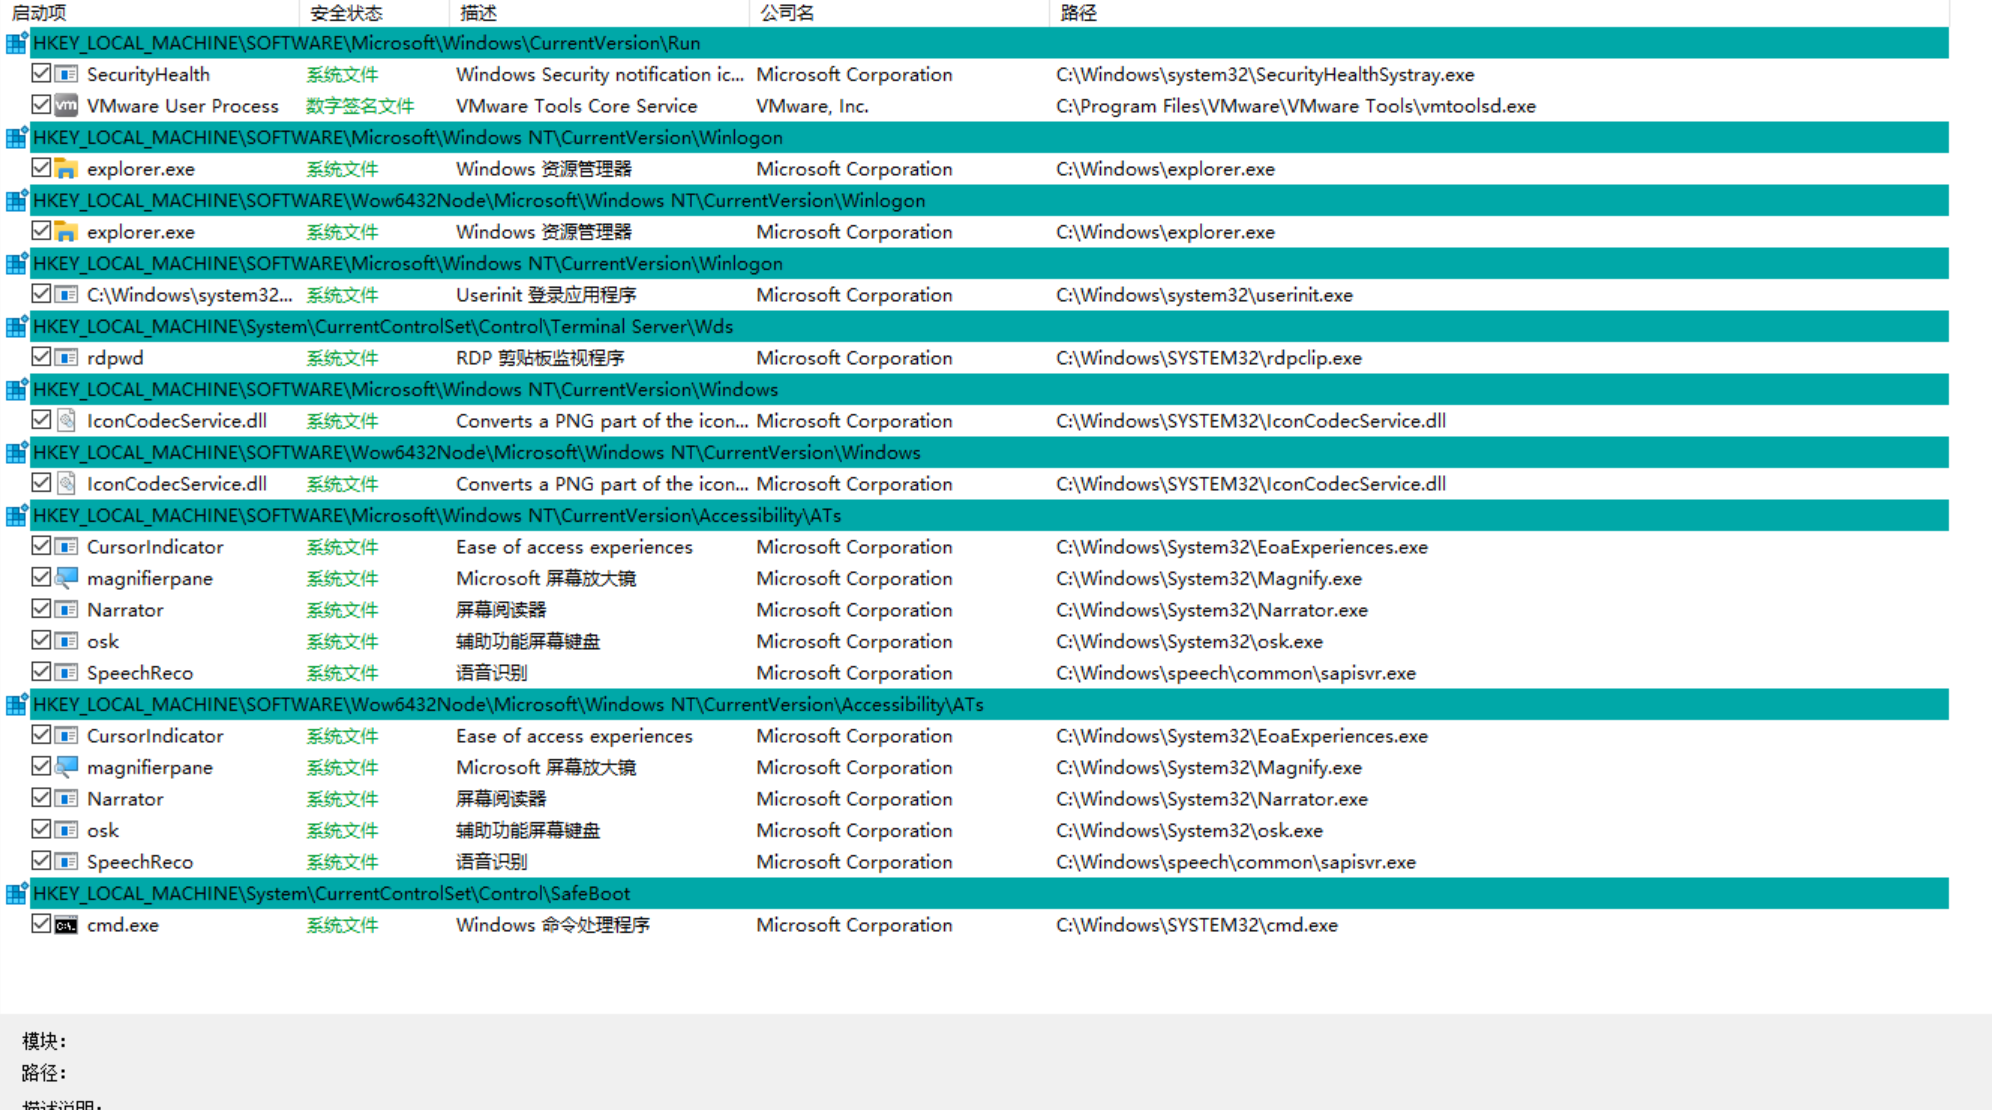 启动项 安全状态 描述 公司名 路径
HKEY_LOCAL_MACHINE\SOFTWARE\Microsoft\Windows\CurrentVersion\Run
SecurityHealth 系统文件 Windows Security notification ic... Microsoft Corporation C:\Windows\system32\SecurityHealthSystray.exe
vm VMware User Process 数字签名文件 VMware Tools Core Service VMware, Inc. C:\Program Files\VMware\VMware Tools\vmtoolsd.exe
HKEY_LOCAL_MACHINE\SOFTWARE\Microsoft\Windows NT\CurrentVersion\Winlogon
explorer.exe 系统文件 Windows 资源管理器 Microsoft Corporation C:\Windows\explorer.exe
HKEY_LOCAL_MACHINE\SOFTWARE\Wow6432Node\Microsoft\Windows NT\CurrentVersion\Winlogon
explorer.exe 系统文件 Windows 资源管理器 Microsoft Corporation C:\Windows\explorer.exe
HKEY_LOCAL_MACHINE\SOFTWARE\Microsoft\Windows NT\CurrentVersion\Winlogon
C:\Windows\system32... 系统文件 Userinit 登录应用程序 Microsoft Corporation C:\Windows\system32\userinit.exe
HKEY_LOCAL_MACHINE\System\CurrentControlSet\Control\Terminal Server\Wds
rdpwd 系统文件 RDP 剪贴板监视程序 Microsoft Corporation C:\Windows\SYSTEM32\rdpclip.exe
HKEY_LOCAL_MACHINE\SOFTWARE\Microsoft\Windows NT\CurrentVersion\Windows
IconCodecService.dll 系统文件 Converts a PNG part of the icon... Microsoft Corporation C:\Windows\SYSTEM32\IconCodecService.dll
HKEY_LOCAL_MACHINE\SOFTWARE\Wow6432Node\Microsoft\Windows NT\CurrentVersion\Windows
IconCodecService.dll 系统文件 Converts a PNG part of the icon... Microsoft Corporation C:\Windows\SYSTEM32\IconCodecService.dll
HKEY_LOCAL_MACHINE\SOFTWARE\Microsoft\Windows NT\CurrentVersion\Accessibility\ATs
CursorIndicator 系统文件 Ease of access experiences Microsoft Corporation C:\Windows\System32\EoaExperiences.exe
magnifierpane 系统文件 Microsoft 屏幕放大镜 Microsoft Corporation C:\Windows\System32\Magnify.exe
Narrator 系统文件 屏幕阅读器 Microsoft Corporation C:\Windows\System32\Narrator.exe
osk 系统文件 辅助功能屏幕键盘 Microsoft Corporation C:\Windows\System32\osk.exe
SpeechReco 系统文件 语音识别 Microsoft Corporation C:\Windows\speech\common\sapisvr.exe
HKEY_LOCAL_MACHINE\SOFTWARE\Wow6432Node\Microsoft\Windows NT\CurrentVersion\Accessibility\ATs
CursorIndicator 系统文件 Ease of access experiences Microsoft Corporation C:\Windows\System32\EoaExperiences.exe
magnifierpane 系统文件 Microsoft 屏幕放大镜 Microsoft Corporation C:\Windows\System32\Magnify.exe
Narrator 系统文件 屏幕阅读器 Microsoft Corporation C:\Windows\System32\Narrator.exe
osk 系统文件 辅助功能屏幕键盘 Microsoft Corporation C:\Windows\System32\osk.exe
SpeechReco 系统文件 语音识别 Microsoft Corporation C:\Windows\speech\common\sapisvr.exe
HKEY_LOCAL_MACHINE\System\CurrentControlSet\Control\SafeBoot
cmd.exe 系统文件 Windows 命令处理程序 Microsoft Corporation C:\Windows\SYSTEM32\cmd.exe
模块：
路径：
描述说明：